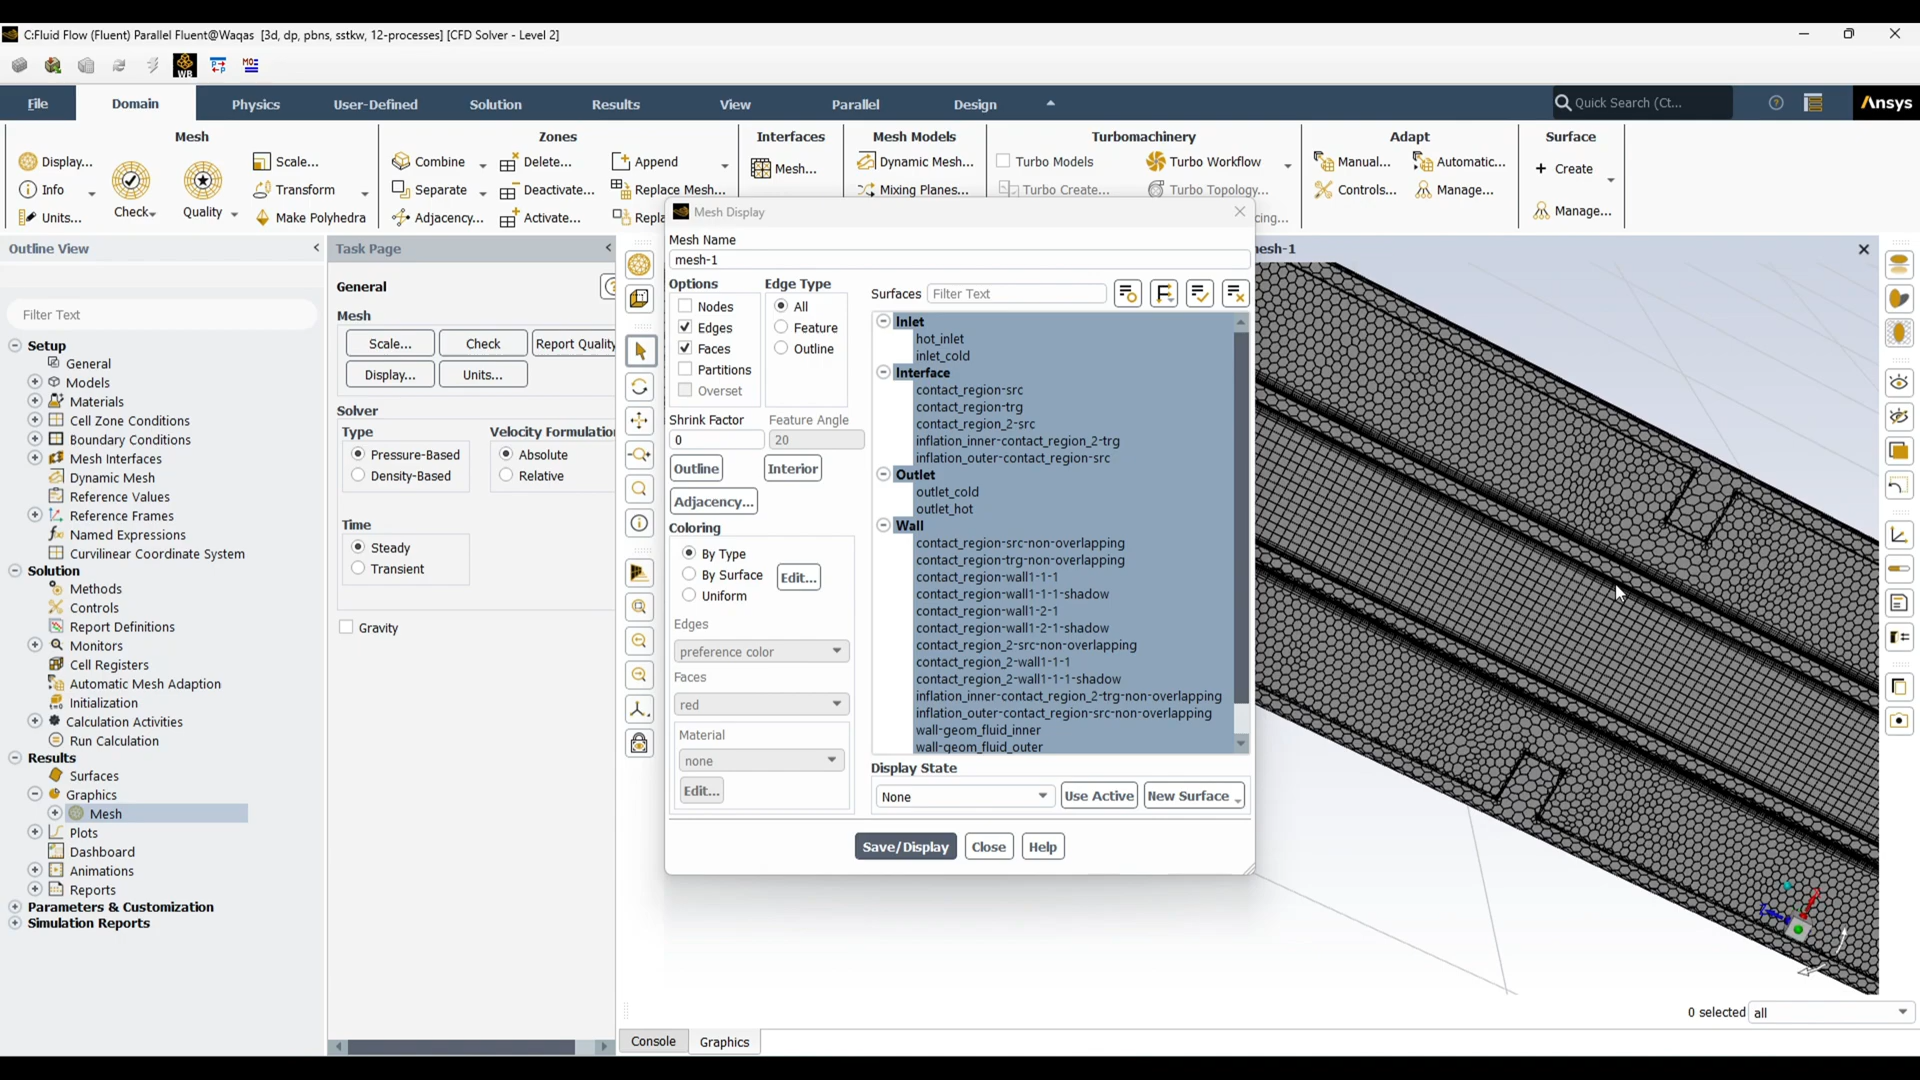 C:Fluid Flow (Fluent) Parallel Fluent@Waqas [3d, dp, pbns, sstkw, 12-processes] [CFD Solver - Level 2]
WB
File Domain Physics User-Defined Solution Results View Parallel Design
Quick Search (Ct...
Ansys
Mesh
Display...
Info
Units...
Check
Quality
Scale...
Transform
Make Polyhedra
Zones
Combine
Separate
Adjacency...
Delete...
Deactivate...
Activate...
Append
Replace Mesh...
Repla
Interfaces
Mesh...
Mesh Models
Dynamic Mesh...
Mixing Planes...
Turbomachinery
Turbo Models
Turbo Create...
Turbo Workflow
Turbo Topology...
cing...
Adapt
Manual...
Controls...
Automatic...
Manage...
Surface
Create
Manage...
Outline View
Filter Text
Setup
General
Models
Materials
Cell Zone Conditions
Boundary Conditions
Mesh Interfaces
Dynamic Mesh
Reference Values
Reference Frames
Named Expressions
Curvilinear Coordinate System
Solution
Methods
Controls
Report Definitions
Monitors
Cell Registers
Automatic Mesh Adaption
Initialization
Calculation Activities
Run Calculation
Results
Surfaces
Graphics
Mesh
Plots
Dashboard
Animations
Reports
Parameters & Customization
Simulation Reports
Task Page
General
Mesh
Scale... Check Report Quality
Display... Units...
Solver
Type
Pressure-Based
Density-Based
Velocity Formulation
Absolute
Relative
Time
Steady
Transient
Gravity
Mesh Display
Mesh Name
mesh-1
Options
Nodes
Edges
Faces
Partitions
Overset
Edge Type
All
Feature
Outline
Shrink Factor Feature Angle
0 20
Outline Interior
Adjacency...
Coloring
By Type
By Surface
Uniform
Edit...
Edges
preference color
Faces
red
Material
none
Edit...
Surfaces Filter Text
Inlet
hot_inlet
inlet_cold
Interface
contact_region-src
contact_region-trg
contact_region_2-src
inflation_inner-contact_region_2-trg
inflation_outer-contact_region-src
Outlet
outlet_cold
outlet_hot
Wall
contact_region-src-non-overlapping
contact_region-trg-non-overlapping
contact_region-wall1-1-1
contact_region-wall1-1-1-shadow
contact_region-wall1-2-1
contact_region-wall1-2-1-shadow
contact_region_2-src-non-overlapping
contact_region_2-wall1-1-1
contact_region_2-wall1-1-1-shadow
inflation_inner-contact_region_2-trg-non-overlapping
inflation_outer-contact_region-src-non-overlapping
wall-geom_fluid_inner
wall-geom_fluid_outer
Display State
None Use Active New Surface
Save/Display Close Help
esh-1
0 selected all
Console Graphics